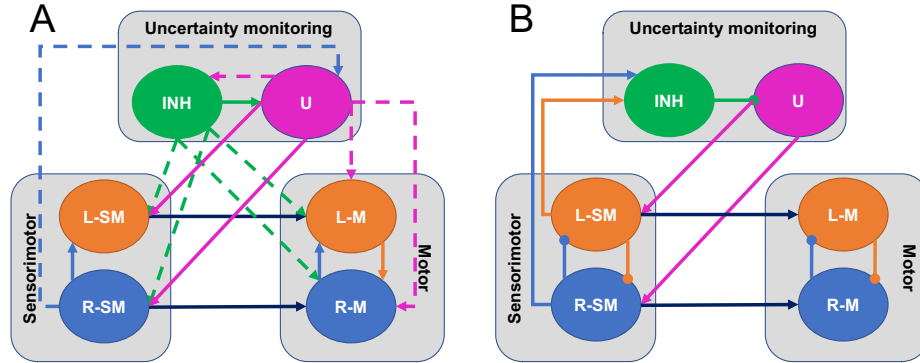 A
Uncertainty monitoring
INH
U
L-SM
L-M
R-SM
R-M
Sensorimotor
Motor
B
Uncertainty monitoring
INH
U
L-SM
L-M
R-SM
R-M
Sensorimotor
Motor